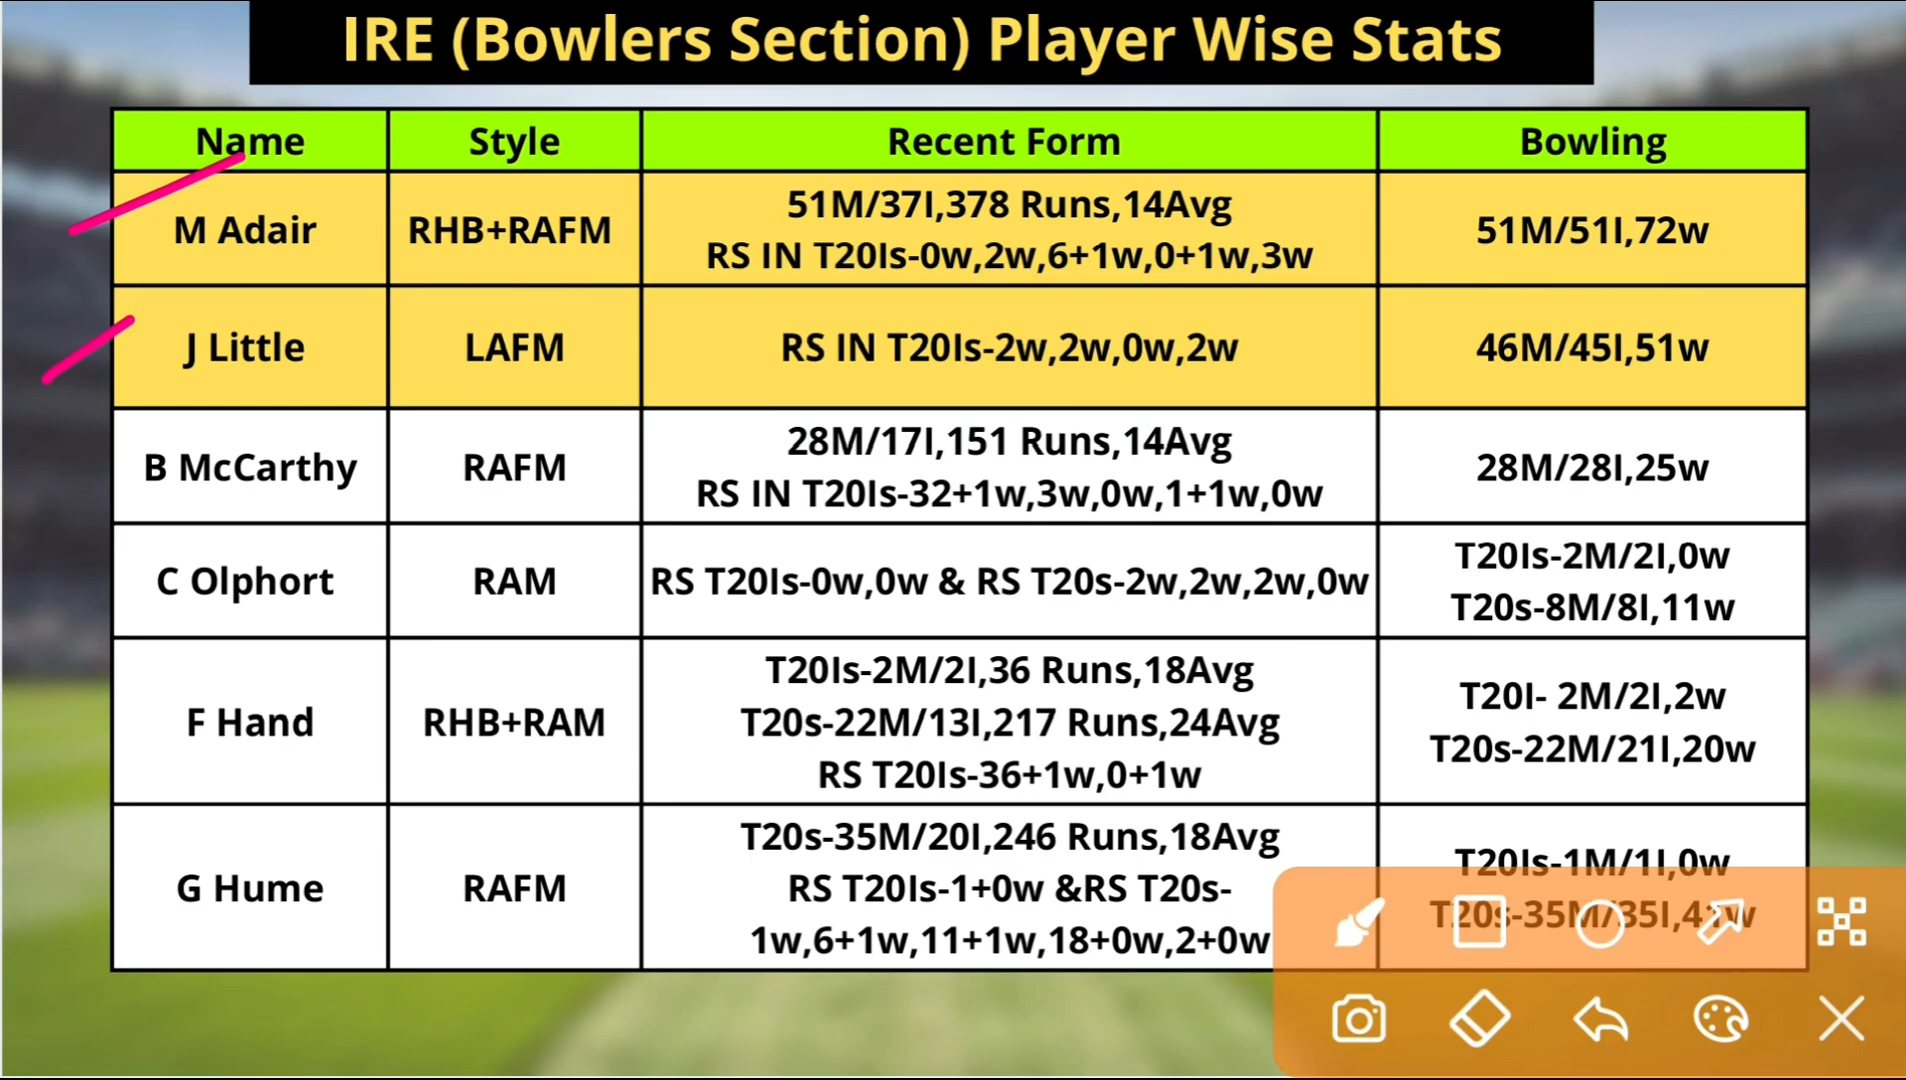 IRE (Bowlers Section) Player Wise Stats
Name Style Recent Form Bowling
M Adair RHB+RAFM 51M/37I,378 Runs,14Avg
RS IN T20Is-0w,2w,6+1w,0+1w,3w 51M/51I,72w
J Little LAFM RS IN T20Is-2w,2w,0w,2w 46M/45I,51w
B McCarthy RAFM 28M/17I,151 Runs,14Avg
RS IN T20Is-32+1w,3w,0w,1+1w,0w 28M/28I,25w
C Olphort RAM RS T20Is-0w,0w & RS T20s-2w,2w,2w,0w T20Is-2M/2I,0w
T20s-8M/8I,11w
F Hand RHB+RAM T20Is-2M/2I,36 Runs,18Avg
T20s-22M/13I,217 Runs,24Avg
RS T20Is-36+1w,0+1w T20I- 2M/2I,2w
T20s-22M/21I,20w
G Hume RAFM T20s-35M/20I,246 Runs,18Avg
RS T20Is-1+0w &RS T20s-
1w,6+1w,11+1w,18+0w,2+0w T20Is-1M/1I,0w